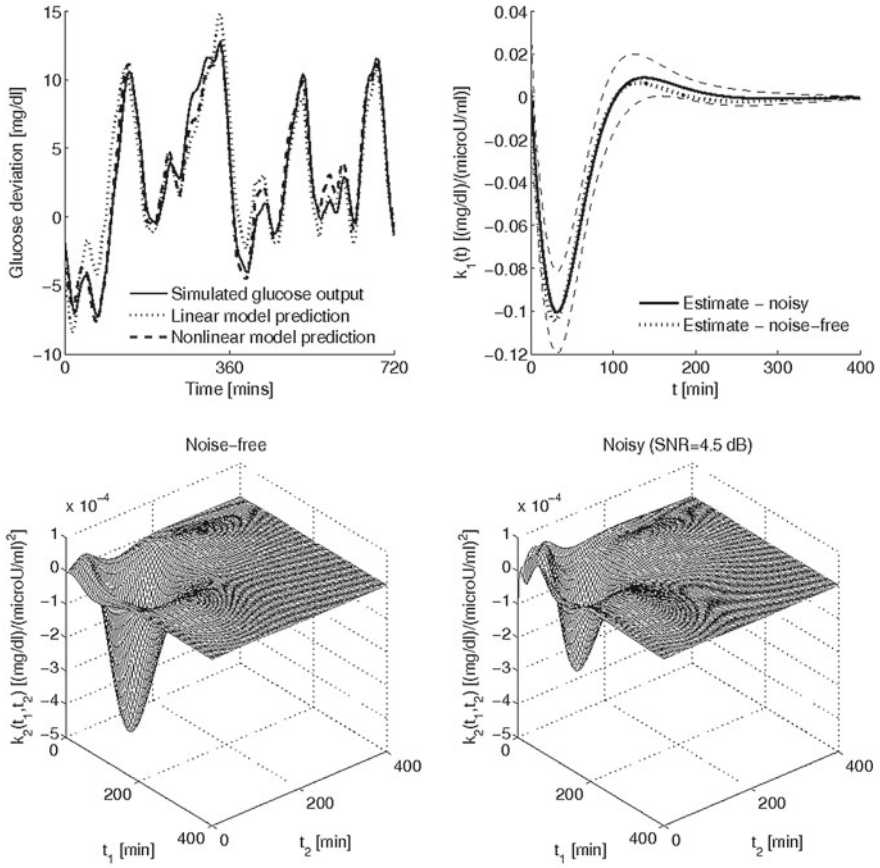 15
10
5
0
−5
−10
Glucose deviation [mg/dl]
Simulated glucose output
Linear model prediction
Nonlinear model prediction
0
360
720
Time [mins]
0.04
0.02
0
−0.02
−0.04
−0.06
−0.08
−0.1
−0.12
k₁(t) [(mg/dl)/(microU/ml)]
Estimate − noisy
Estimate − noise−free
0
100
200
300
400
t [min]
Noise−free
x 10⁻⁴
1
0
−1
−2
−3
−4
−5
k₂(t₁,t₂) [(mg/dl)/(microU/ml)²]
0
200
400
t₁ [min]
0
200
400
t₂ [min]
Noisy (SNR=4.5 dB)
x 10⁻⁴
1
0
−1
−2
−3
−4
−5
k₂(t₁,t₂) [(mg/dl)/(microU/ml)²]
0
200
400
t₁ [min]
0
200
400
t₂ [min]